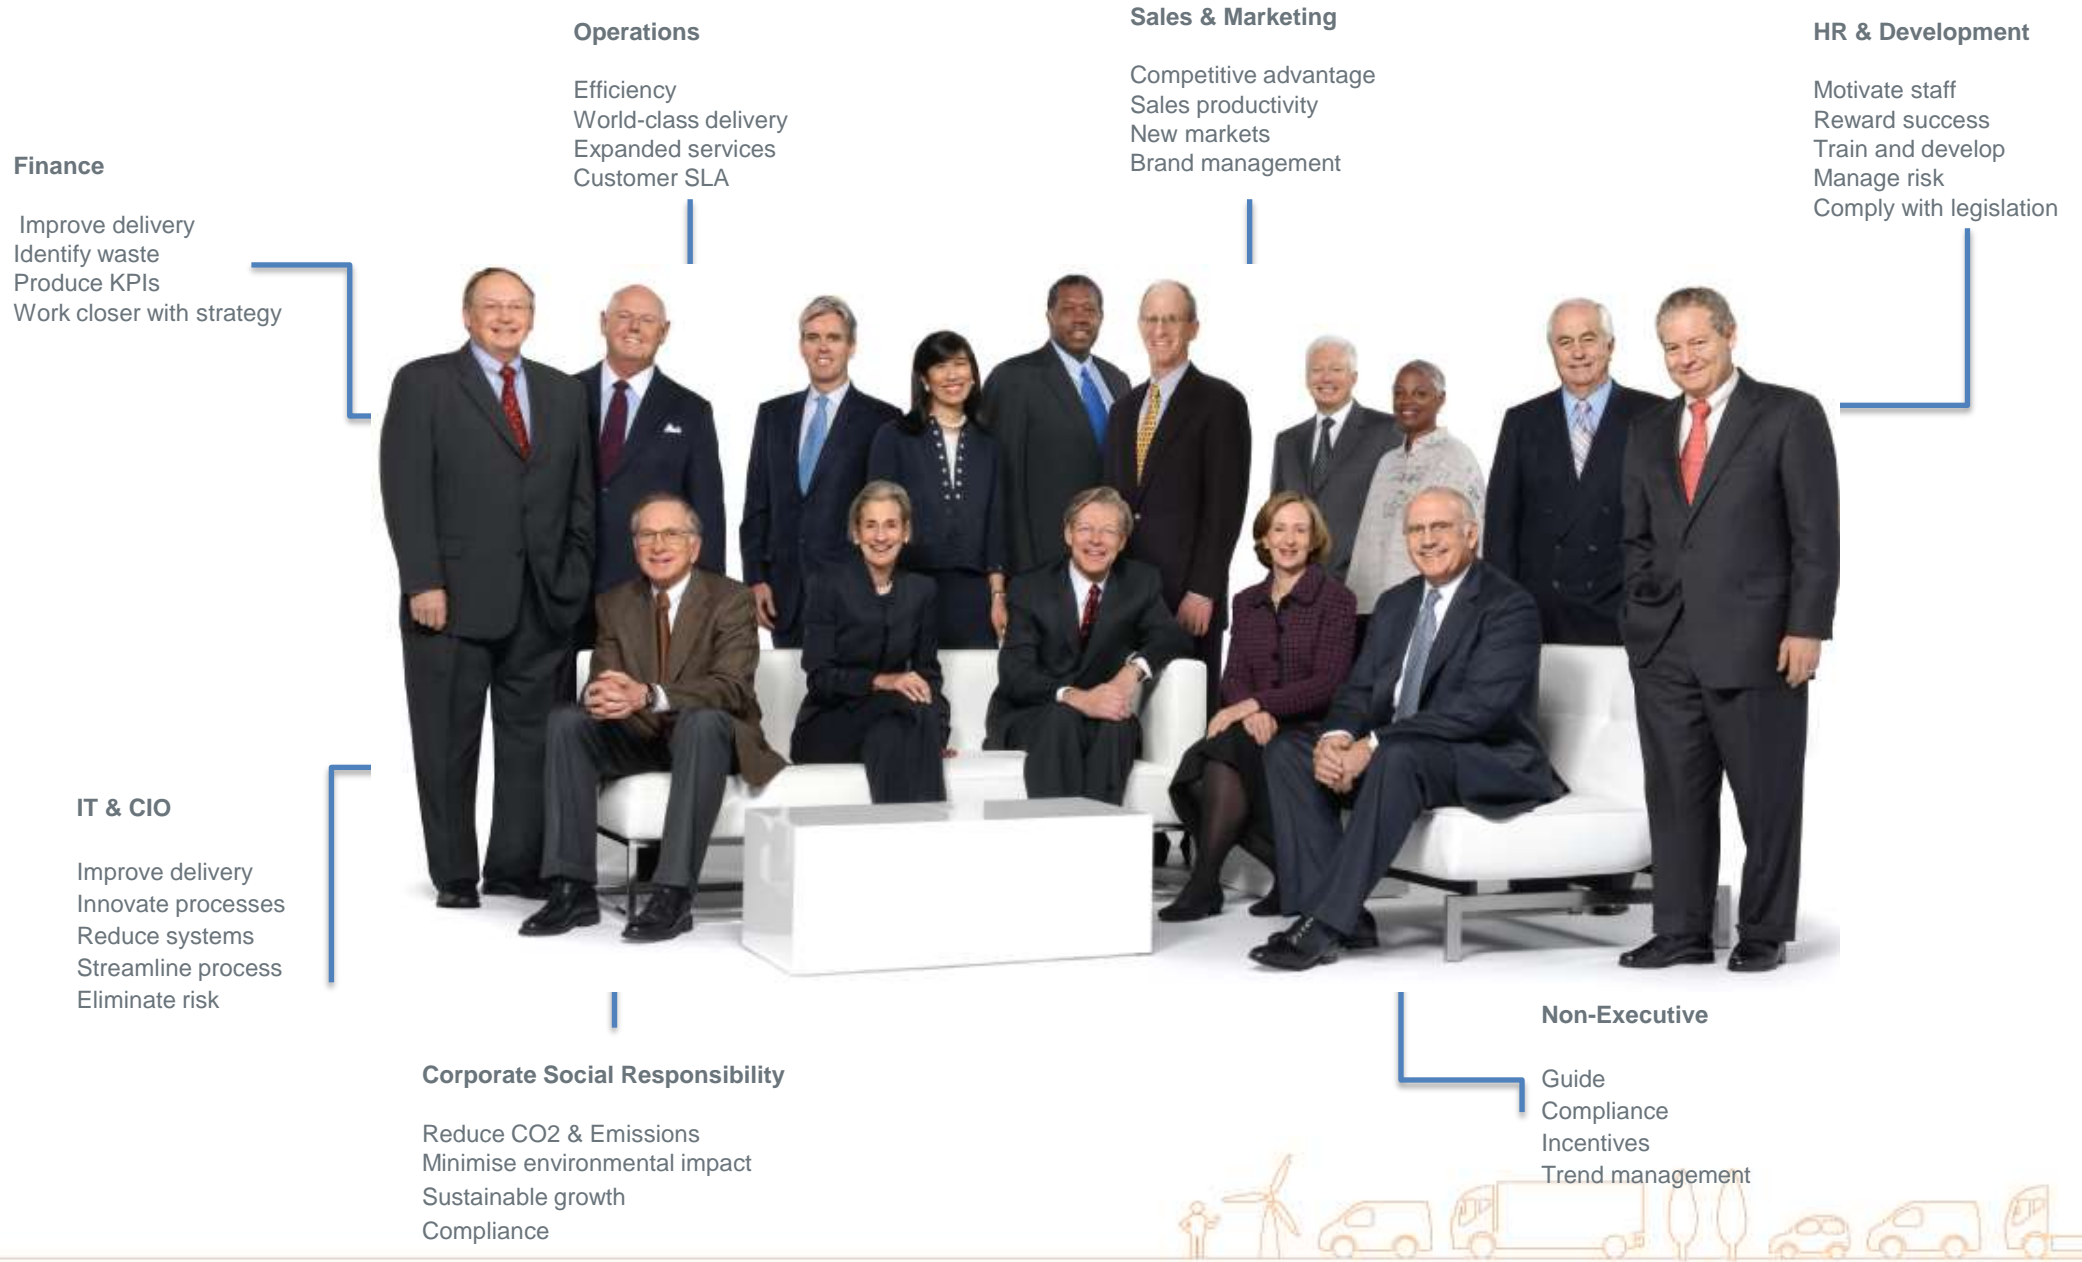 Operations
Efficiency
World-class delivery
Expanded services
Customer SLA
Sales & Marketing
Competitive advantage
Sales productivity
New markets
Brand management
HR & Development
Motivate staff
Reward success
Train and develop
Manage risk
Comply with legislation
Finance
Improve delivery
Identify waste
Produce KPIs
Work closer with strategy
IT & CIO
Improve delivery
Innovate processes
Reduce systems
Streamline process
Eliminate risk
Corporate Social Responsibility
Reduce CO2 & Emissions
Minimise environmental impact
Sustainable growth
Compliance
Non-Executive
Guide
Compliance
Incentives
Trend management